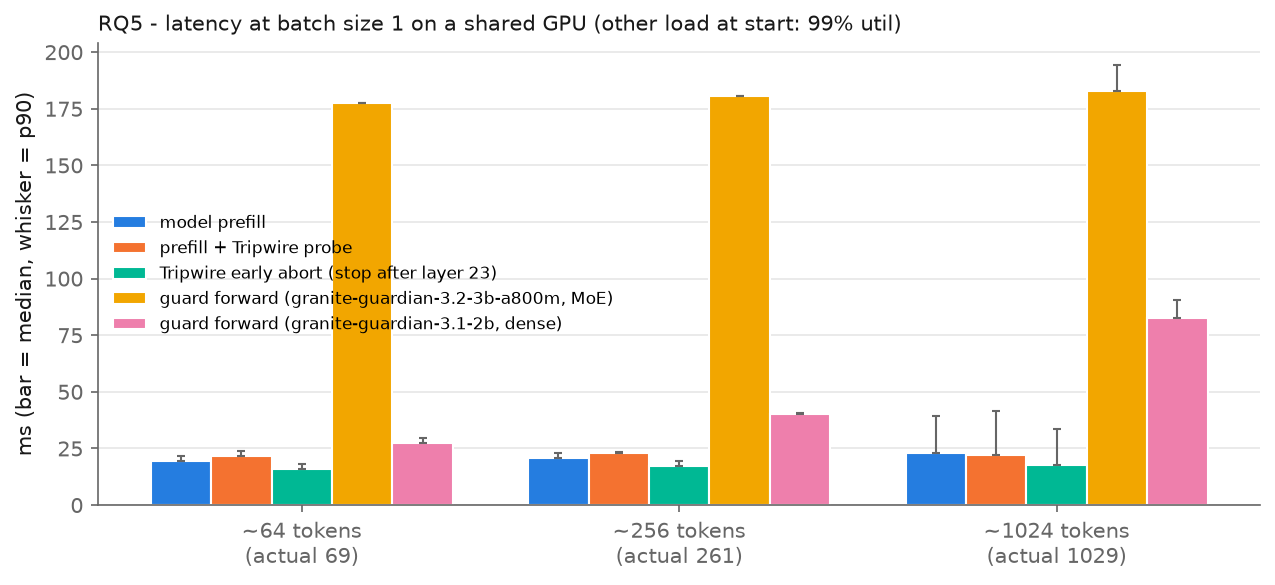 RQ5 - latency at batch size 1 on a shared GPU (other load at start: 99% util)
ms (bar = median, whisker = p90)
200
175
150
125
100
75
50
25
0
model prefill
prefill + Tripwire probe
Tripwire early abort (stop after layer 23)
guard forward (granite-guardian-3.2-3b-a800m, MoE)
guard forward (granite-guardian-3.1-2b, dense)
~64 tokens
(actual 69)
~256 tokens
(actual 261)
~1024 tokens
(actual 1029)